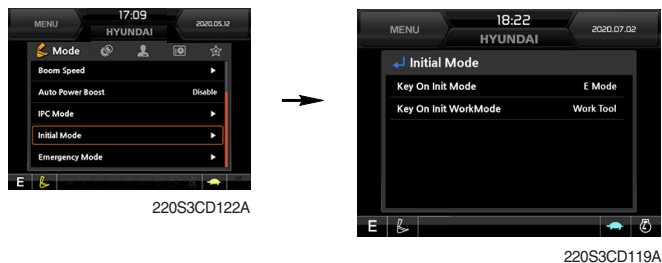 MENU 17:09 2020.05.12
HYUNDAI
Mode
Boom Speed
Auto Power Boost Disable
IPC Mode
Initial Mode
Emergency Mode
E
220S3CD122A
MENU 18:22 2020.07.02
HYUNDAI
Initial Mode
Key On Init Mode E Mode
Key On Init WorkMode Work Tool
E
220S3CD119A